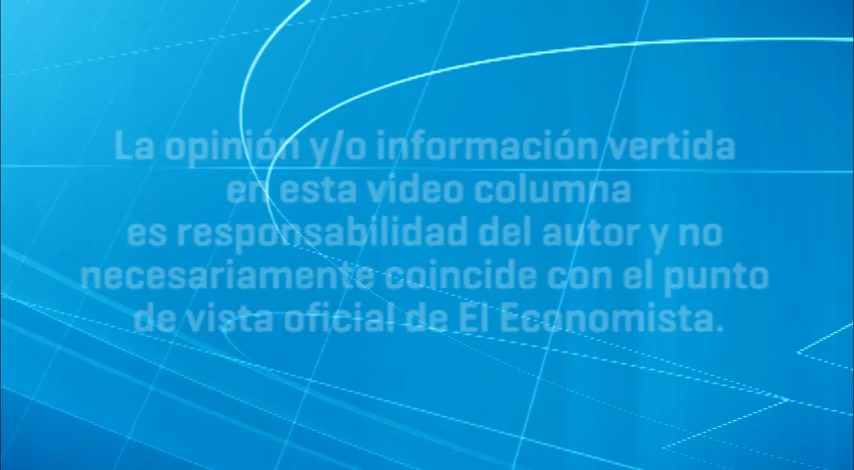 La opinión y/o información vertida
en esta video columna
es responsabilidad del autor y no
necesariamente coincide con el punto
de vista oficial de El Economista.